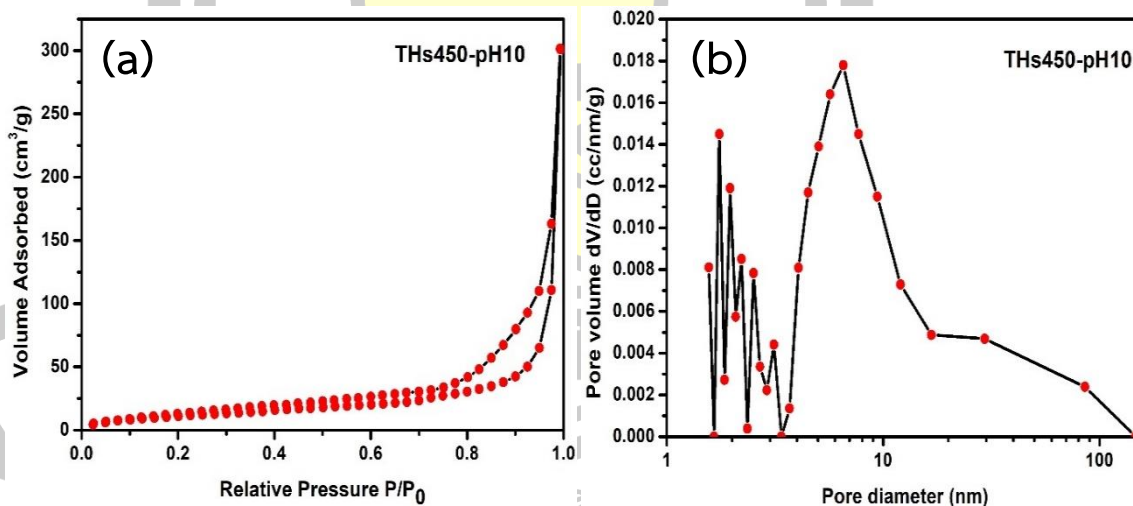 (a)
THs450-pH10
Volume Adsorbed (cm³/g)
300
250
200
150
100
50
0
0.0 0.2 0.4 0.6 0.8 1.0
Relative Pressure P/P₀
(b)
THs450-pH10
Pore volume dV/dD (cc/nm/g)
0.020
0.018
0.016
0.014
0.012
0.010
0.008
0.006
0.004
0.002
0.000
1 10 100
Pore diameter (nm)